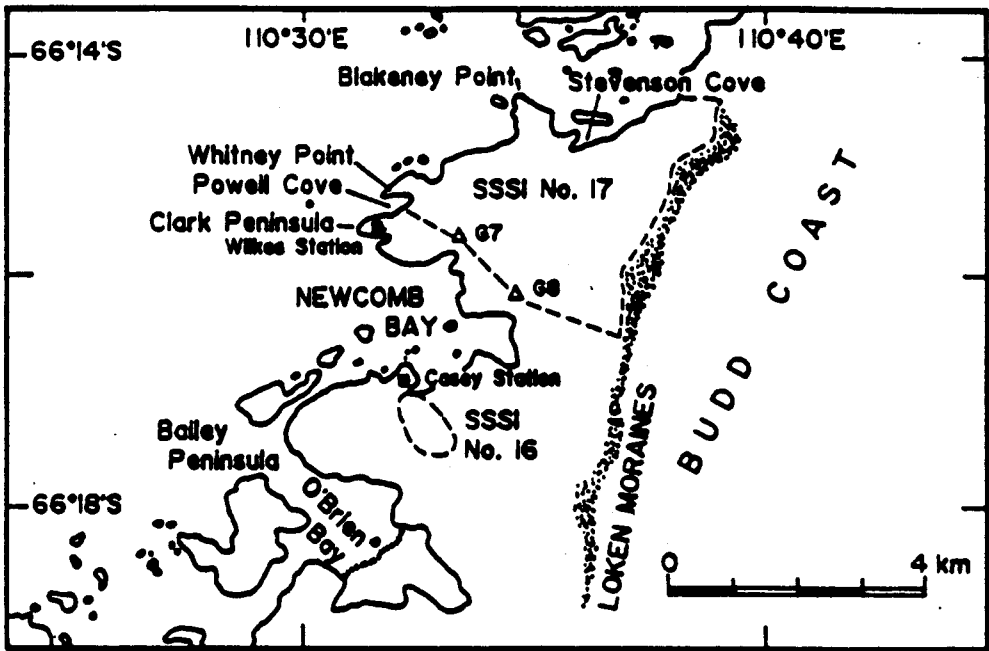 110°30'E
110°40'E
66°14'S
Blakeney Point
Stevenson Cove
Whitney Point
Powell Cove
SSSI No. 17
Clark Peninsula
Wilkes Station
G7
G8
NEWCOMB
BAY
Casey Station
SSSI
No. 16
Bailey
Peninsula
O'Brien
Bay
66°18'S
LOKEN MORAINES
BUDD COAST
0
4 km